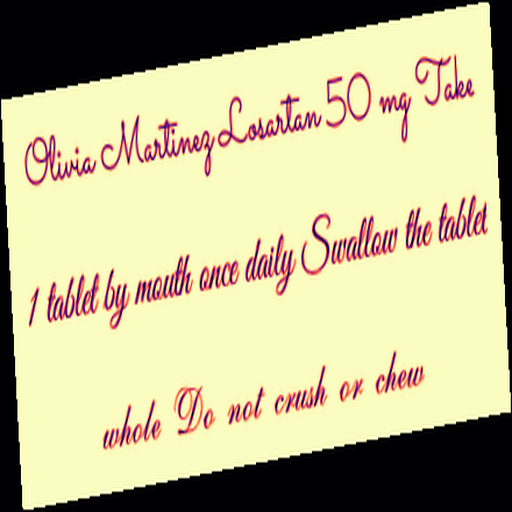 Olivia Martinez Losartan 50 mg Take
1 tablet by mouth once daily Swallow the tablet
whole Do not crush or chew